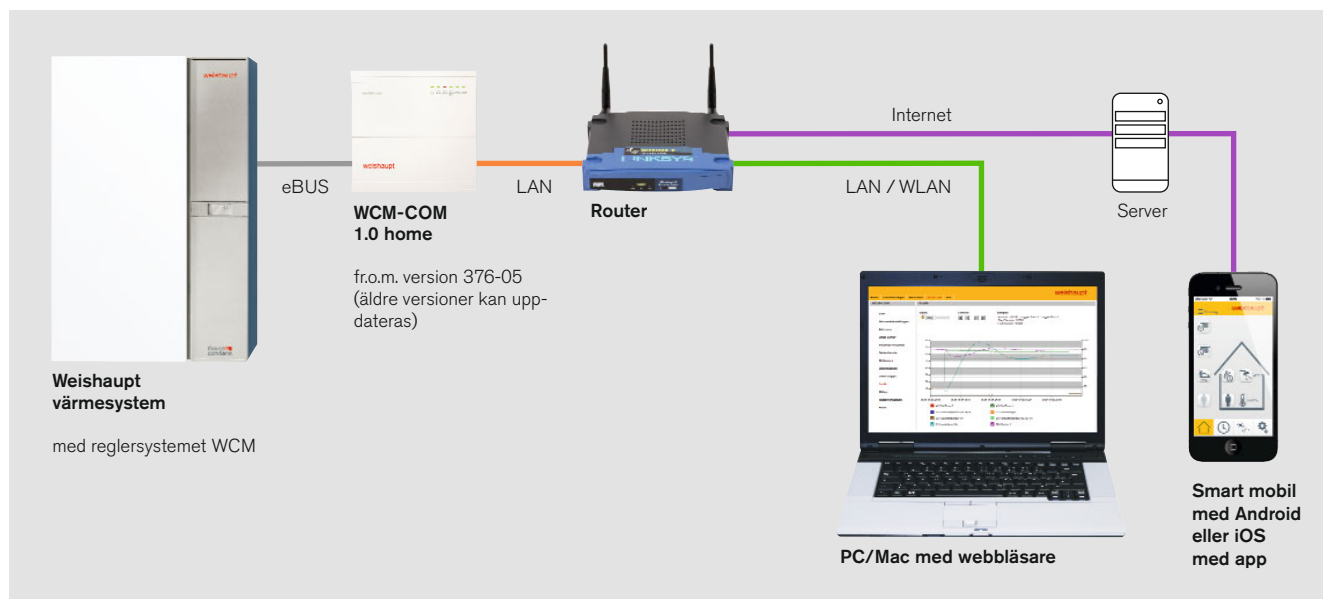 weishaupt
weishaupt
LINKSYS
eBUS
LAN
Internet
LAN / WLAN
Server
WCM-COM
1.0 home
fr.o.m. version 376-05
(äldre versioner kan upp-
dateras)
Router
weishaupt
Weishaupt
värmesystem
med reglersystemet WCM
PC/Mac med webbläsare
Smart mobil
med Android
eller iOS
med app